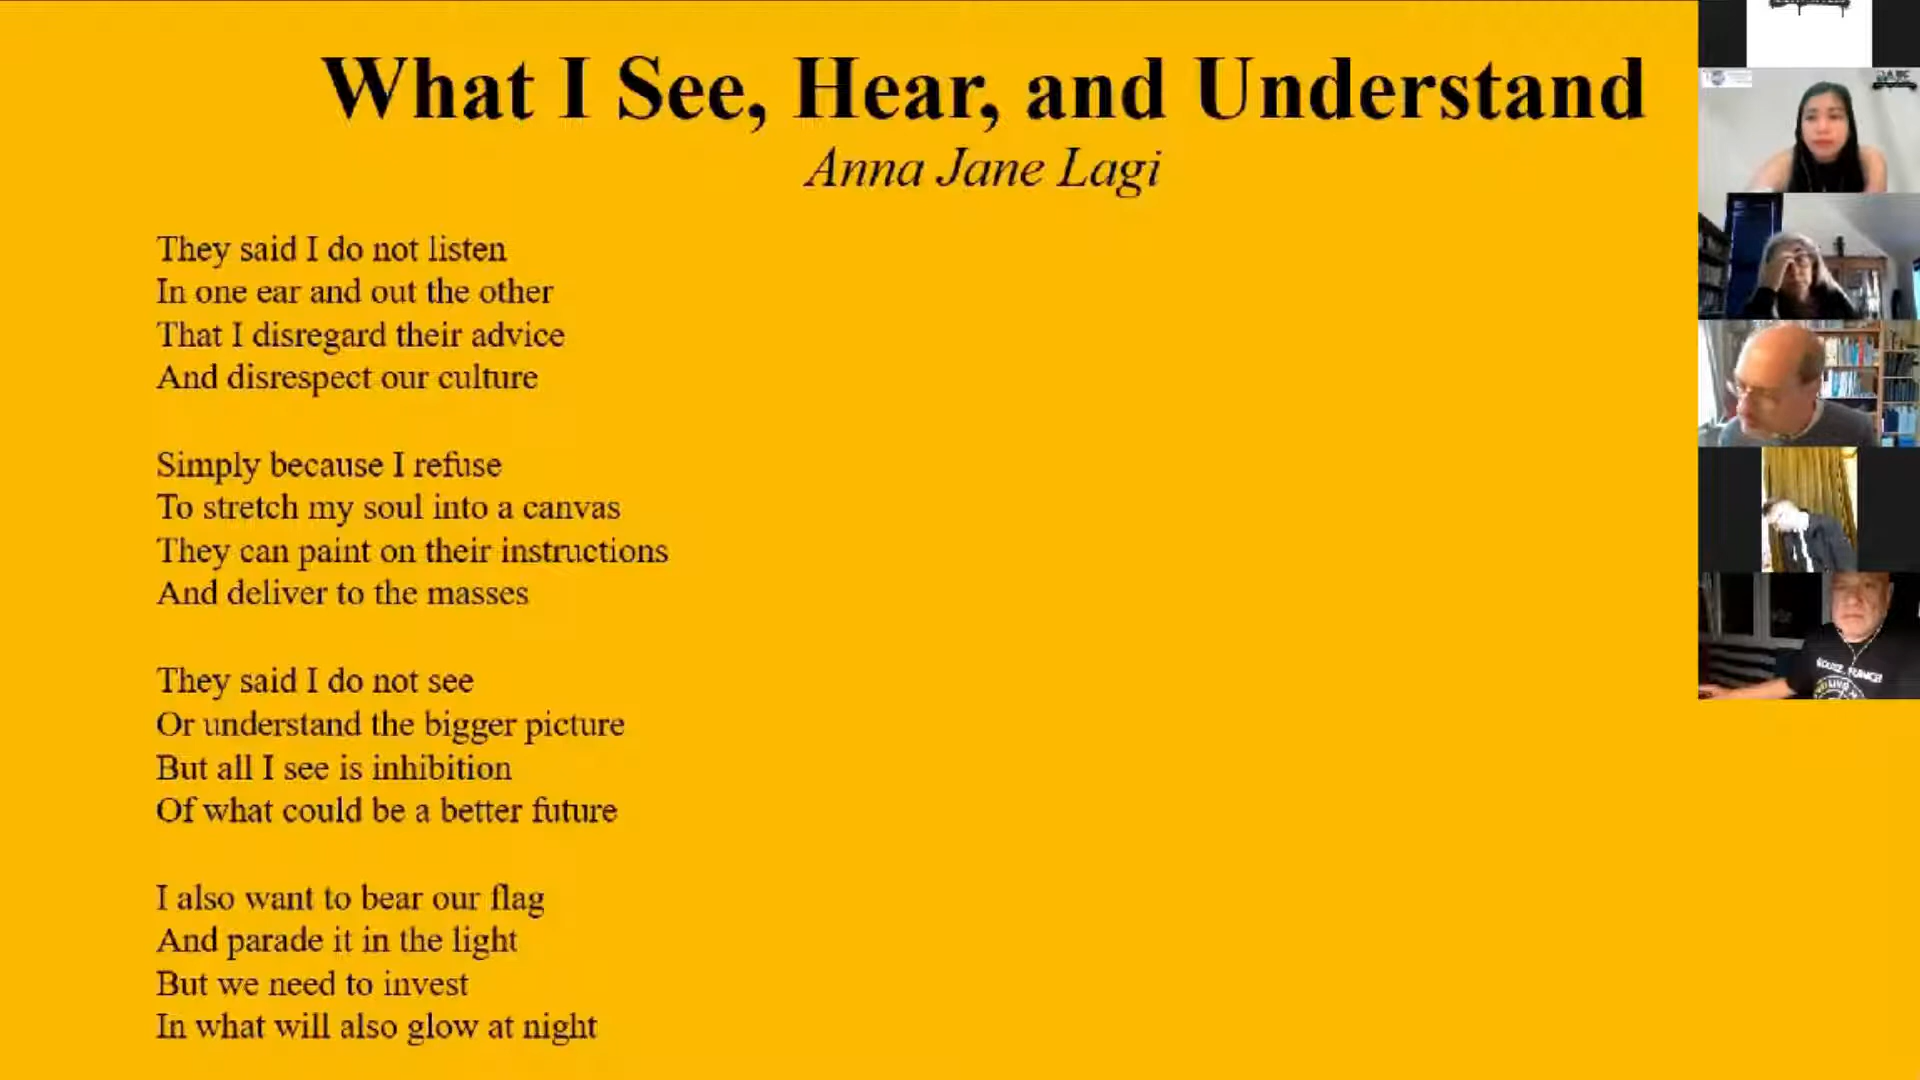 What I See, Hear, and Understand
Anna Jane Lagi
They said I do not listen
In one ear and out the other
That I disregard their advice
And disrespect our culture
Simply because I refuse
To stretch my soul into a canvas
They can paint on their instructions
And deliver to the masses
They said I do not see
Or understand the bigger picture
But all I see is inhibition
Of what could be a better future
I also want to bear our flag
And parade it in the light
But we need to invest
In what will also glow at night